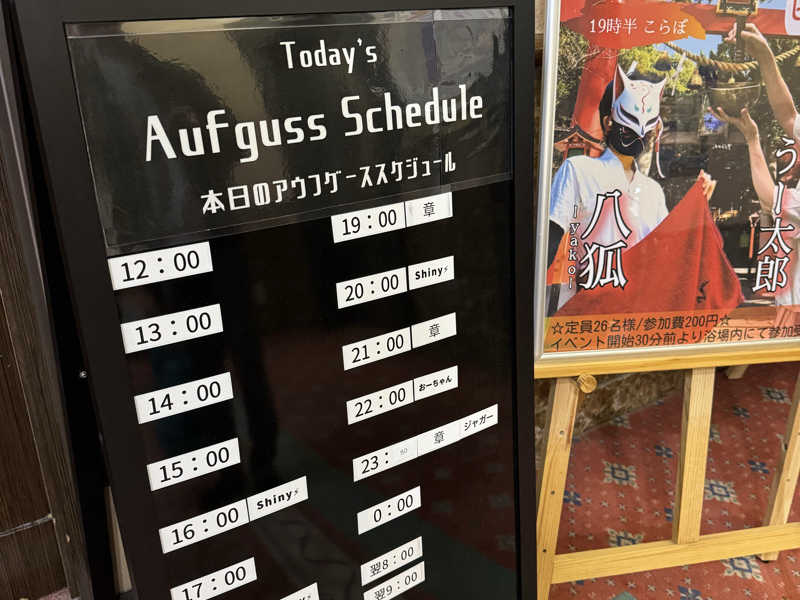 Today's
Aufguss Schedule
本日のアウフグーススケジュール
12：00
13：00
14：00
15：00
16：00 Shiny⚡
17：00
19：00 章
20：00 Shiny⚡
21：00 章
22：00 おーちゃん
23： 章 ジャガー
0：00
翌8：00
翌9：00
19時半 こらぼ
八狐
-yako-
うー太郎
☆定員26名様/参加費200円☆
イベント開始30分前より浴場内にて参加受